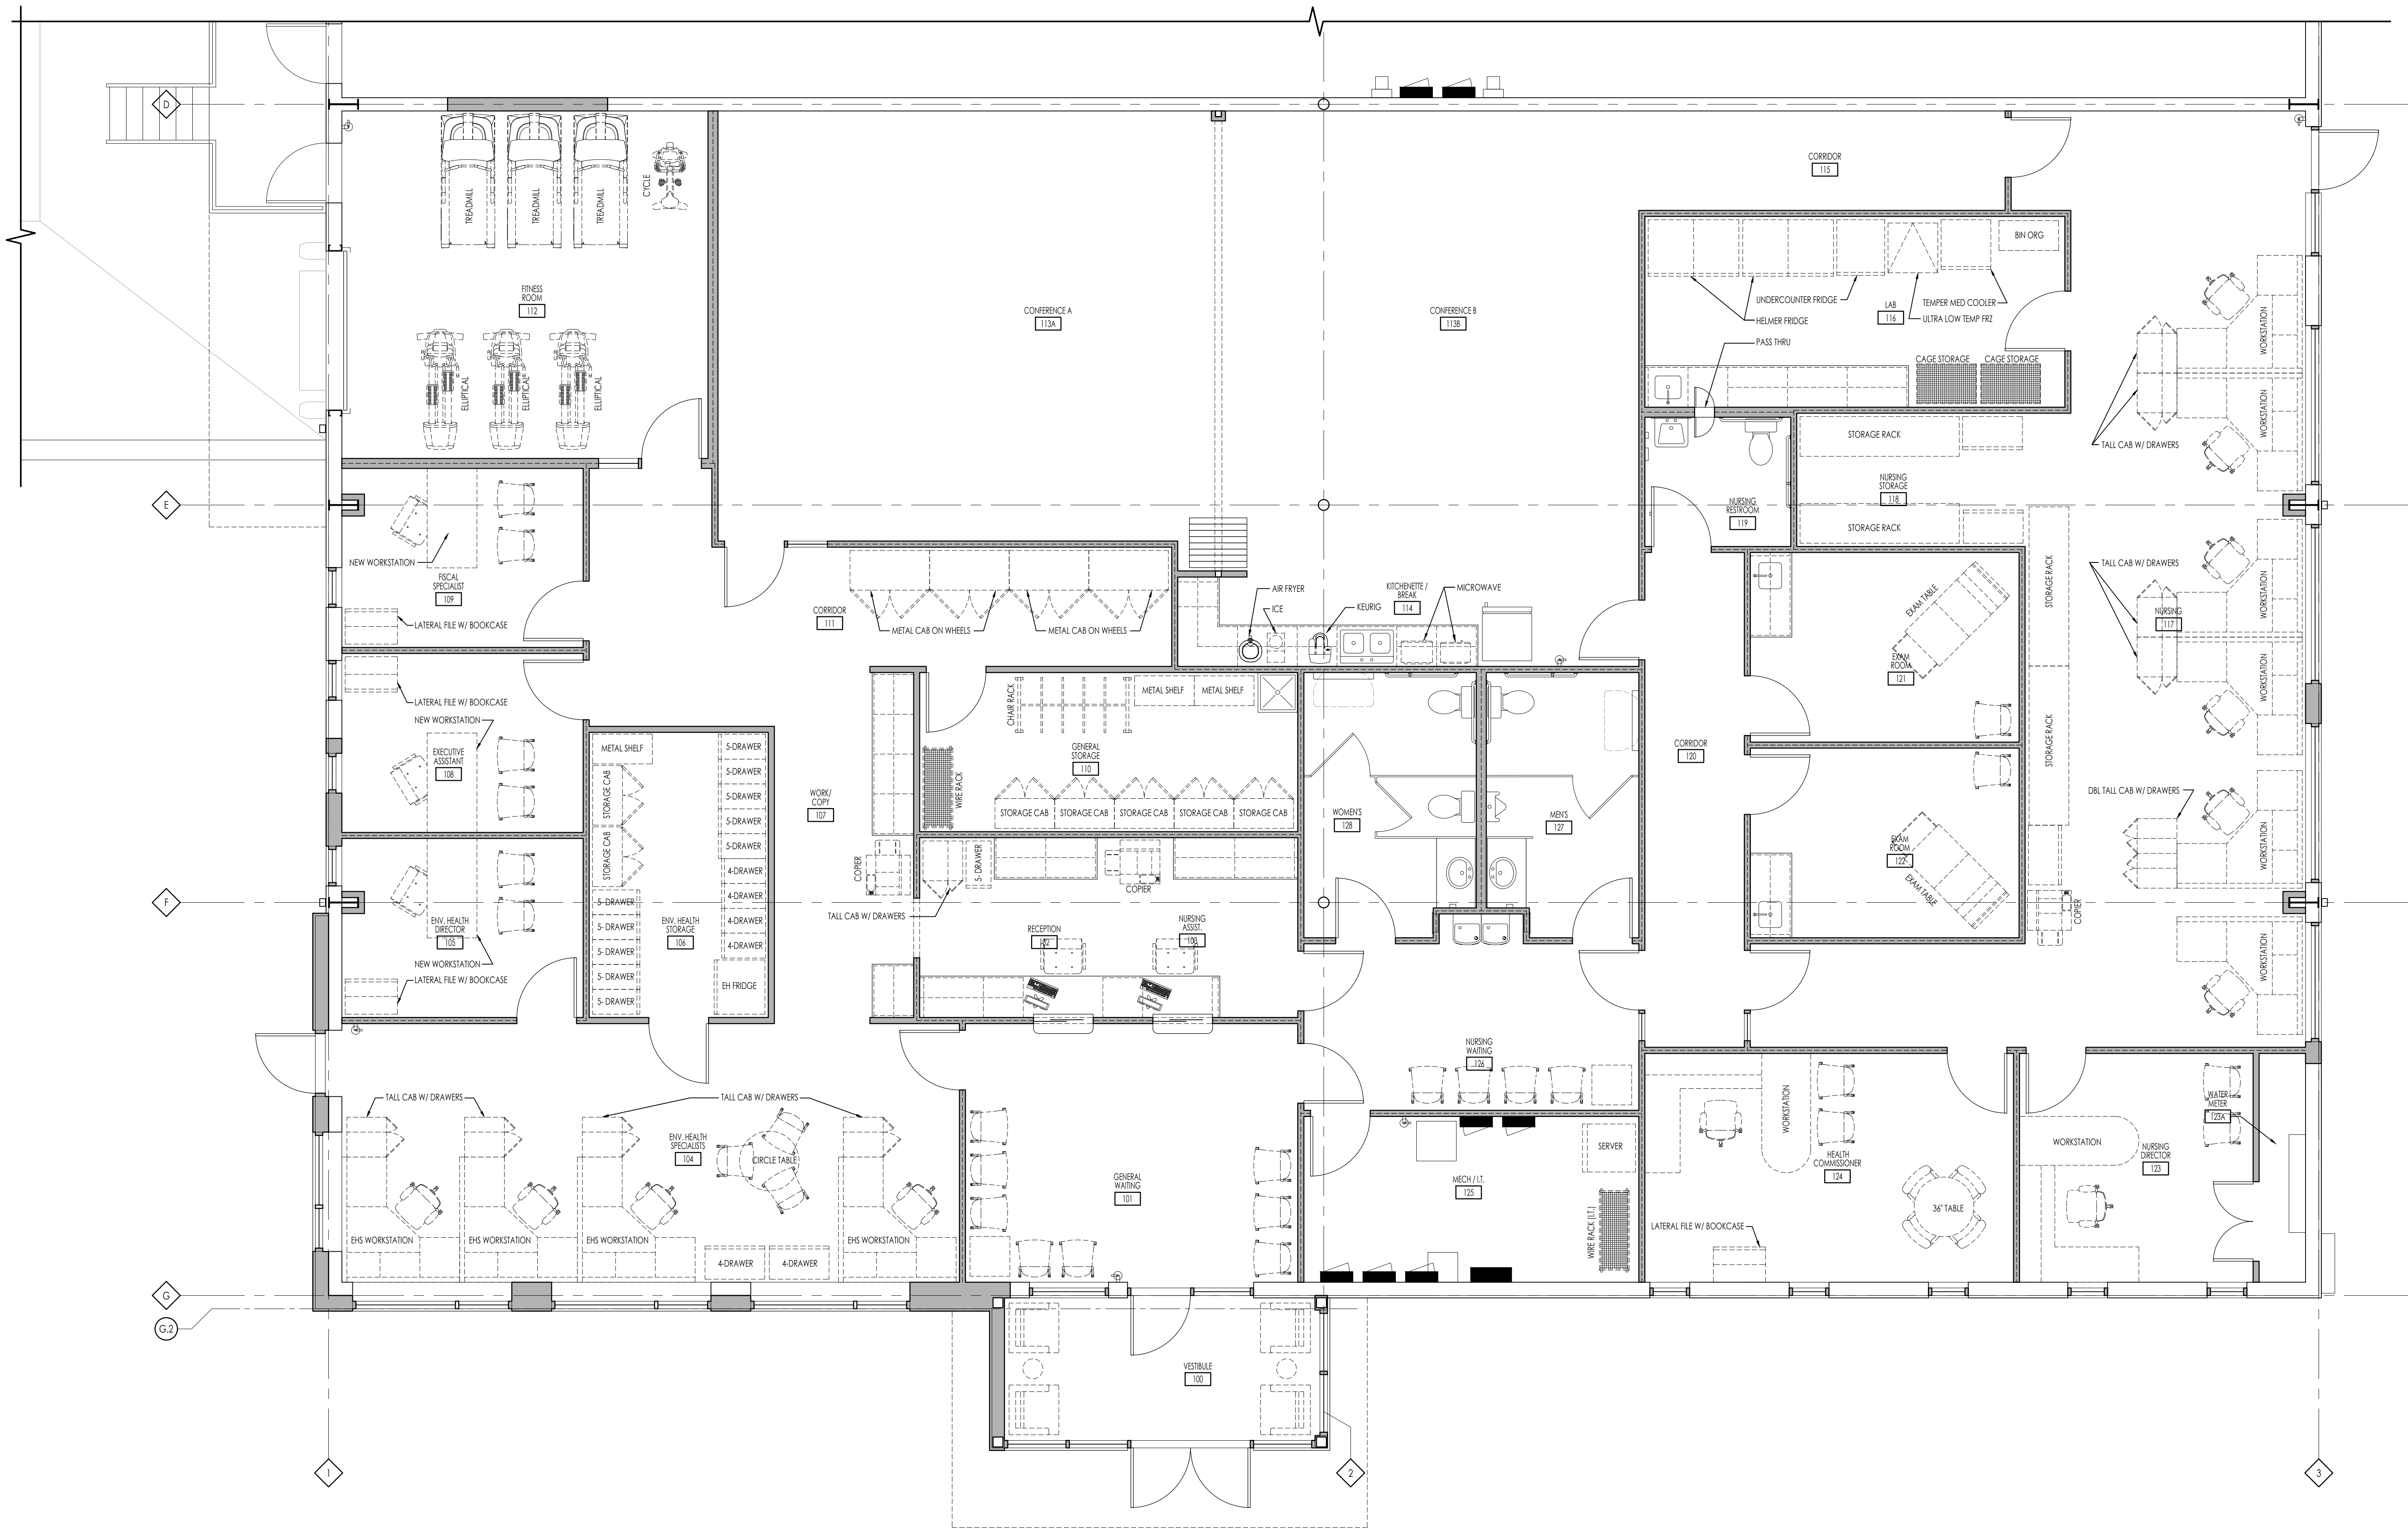 D
CORRIDOR
115
TREADMILL
TREADMILL
TREADMILL
CYCLE
BIN ORG
FITNESS
ROOM
112
CONFERENCE A
113A
CONFERENCE B
113B
UNDERCOUNTER FRIDGE
HELMER FRIDGE
LAB
116
TEMPER MED COOLER
ULTRA LOW TEMP FRZ
PASS THRU
CAGE STORAGE
CAGE STORAGE
WORKSTATION
WORKSTATION
TALL CAB W/ DRAWERS
ELLIPTICAL
ELLIPTICAL
ELLIPTICAL
STORAGE RACK
NURSING
STORAGE
118
STORAGE RACK
E
NURSING
RESTROOM
119
NEW WORKSTATION
FISCAL
SPECIALIST
109
LATERAL FILE W/ BOOKCASE
CORRIDOR
111
METAL CAB ON WHEELS
METAL CAB ON WHEELS
AIR FRYER
ICE
KEURIG
KITCHENETTE /
BREAK
114
MICROWAVE
EXAM TABLE
EXAM
ROOM
121
STORAGE RACK
STORAGE RACK
TALL CAB W/ DRAWERS
NURSING
117
WORKSTATION
WORKSTATION
LATERAL FILE W/ BOOKCASE
NEW WORKSTATION
EXECUTIVE
ASSISTANT
108
METAL SHELF
STORAGE CAB
STORAGE CAB
5-DRAWER
5-DRAWER
5-DRAWER
5-DRAWER
5-DRAWER
4-DRAWER
4-DRAWER
4-DRAWER
4-DRAWER
EH FRIDGE
5- DRAWER
5- DRAWER
5- DRAWER
5- DRAWER
5- DRAWER
ENV. HEALTH
STORAGE
106
WORK/
COPY
107
COPIER
CHAIR RACK
METAL SHELF
METAL SHELF
GENERAL
STORAGE
110
WIRE RACK
STORAGE CAB
STORAGE CAB
STORAGE CAB
STORAGE CAB
STORAGE CAB
WOMEN'S
128
MEN'S
127
CORRIDOR
120
EXAM
ROOM
122
EXAM TABLE
DBL TALL CAB W/ DRAWERS
WORKSTATION
COPIER
WORKSTATION
F
ENV. HEALTH
DIRECTOR
105
NEW WORKSTATION
LATERAL FILE W/ BOOKCASE
5- DRAWER
COPIER
TALL CAB W/ DRAWERS
RECEPTION
NURSING
ASSIST.
103
NURSING
WAITING
126
TALL CAB W/ DRAWERS
TALL CAB W/ DRAWERS
ENV. HEALTH
SPECIALISTS
104
CIRCLE TABLE
EHS WORKSTATION
EHS WORKSTATION
EHS WORKSTATION
4-DRAWER
4-DRAWER
EHS WORKSTATION
GENERAL
WAITING
101
SERVER
MECH / I.T.
125
WIRE RACK (I.T.)
WORKSTATION
HEALTH
COMMISSIONER
124
LATERAL FILE W/ BOOKCASE
36" TABLE
WORKSTATION
NURSING
DIRECTOR
123
WATER
METER
123A
G
G.2
VESTIBULE
100
1
2
3